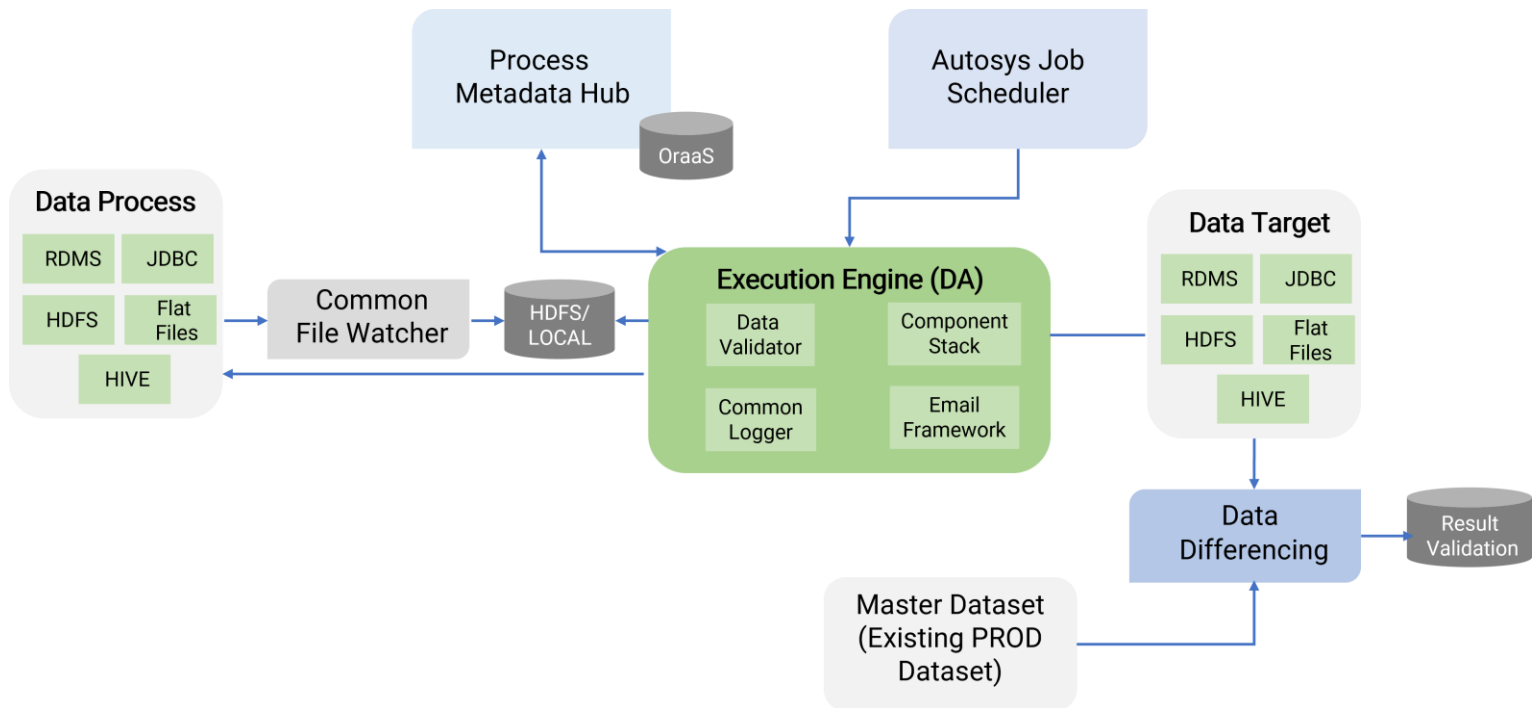 Process
Metadata Hub
OraaS
Autosys Job
Scheduler
Data Process
RDMS
JDBC
HDFS
Flat
Files
HIVE
Common
File Watcher
HDFS/
LOCAL
Execution Engine (DA)
Data
Validator
Component
Stack
Common
Logger
Email
Framework
Data Target
RDMS
JDBC
HDFS
Flat
Files
HIVE
Data
Differencing
Result
Validation
Master Dataset
(Existing PROD
Dataset)